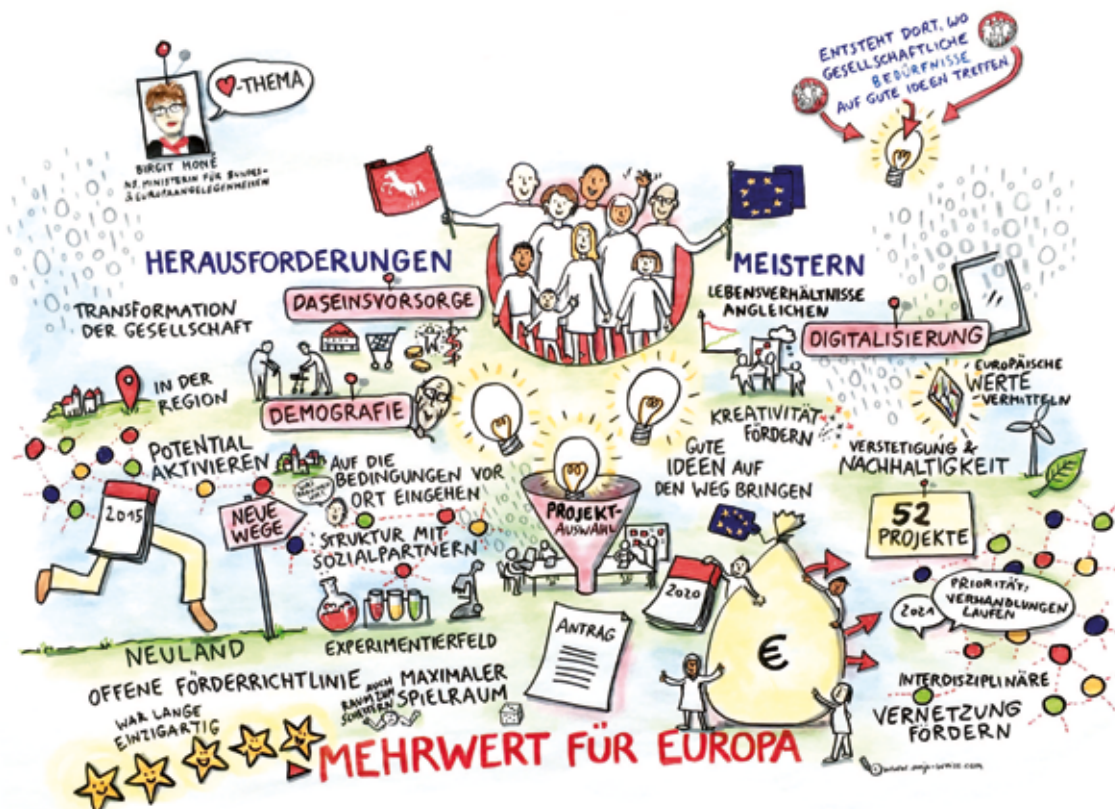 ♥-THEMA
BIRGIT HONÉ
NDS. MINISTERIN FÜR BUNDES-
& EUROPAANGELEGENHEITEN
ENTSTEHT DORT, WO
GESELLSCHAFTLICHE
BEDÜRFNISSE
AUF GUTE IDEEN TREFFEN
HERAUSFORDERUNGEN
MEISTERN
TRANSFORMATION
DER GESELLSCHAFT
DASEINSVORSORGE
LEBENSVERHÄLTNISSE
ANGLEICHEN
DIGITALISIERUNG
IN DER
REGION
DEMOGRAFIE
KREATIVITÄT
FÖRDERN
EUROPÄISCHE
WERTE
VERMITTELN
POTENTIAL
AKTIVIEREN
AUF DIE
BEDINGUNGEN VOR
ORT EINGEHEN
GUTE
IDEEN AUF
DEN WEG BRINGEN
VERSTETIGUNG &
NACHHALTIGKEIT
2015
NEUE
WEGE
STRUKTUR MIT
SOZIALPARTNERN
PROJEKT-
AUSWAHL
52
PROJEKTE
2020
€
2021
PRIORITÄT:
VERHANDLUNGEN
LAUFEN
NEULAND
EXPERIMENTIERFELD
ANTRAG
OFFENE FÖRDERRICHTLINIE
AUCH
RAUM ZUM
SCHEITERN
MAXIMALER
SPIELRAUM
INTERDISZIPLINÄRE
VERNETZUNG
FÖRDERN
WAR LANGE
EINZIGARTIG
MEHRWERT FÜR EUROPA